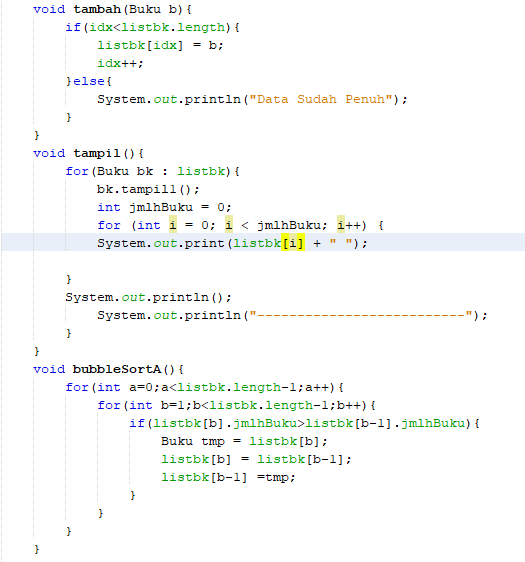 void tambah(Buku b){
if(idx<listbk.length){
listbk[idx] = b;
idx++;
}else{
System.out.println("Data Sudah Penuh");
}
}
void tampil(){
for(Buku bk : listbk){
bk.tampil1();
int jmlhBuku = 0;
for (int i = 0; i < jmlhBuku; i++) {
System.out.print(listbk[i] + " ");
}
System.out.println();
System.out.println("--------------------------");
}
}
void bubbleSortA(){
for(int a=0;a<listbk.length-1;a++){
for(int b=1;b<listbk.length-1;b++){
if(listbk[b].jmlhBuku>listbk[b-1].jmlhBuku){
Buku tmp = listbk[b];
listbk[b] = listbk[b-1];
listbk[b-1] =tmp;
}
}
}
}